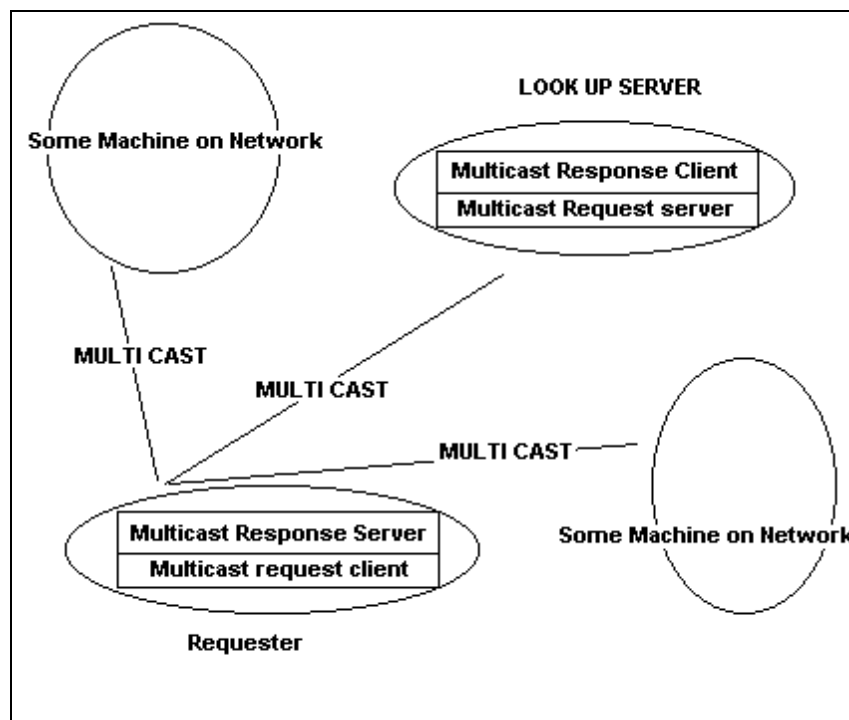 LOOK UP SERVER
Some Machine on Network
Multicast Response Client
Multicast Request server
MULTI CAST
MULTI CAST
MULTI CAST
Multicast Response Server
Multicast request client
Some Machine on Network
Requester